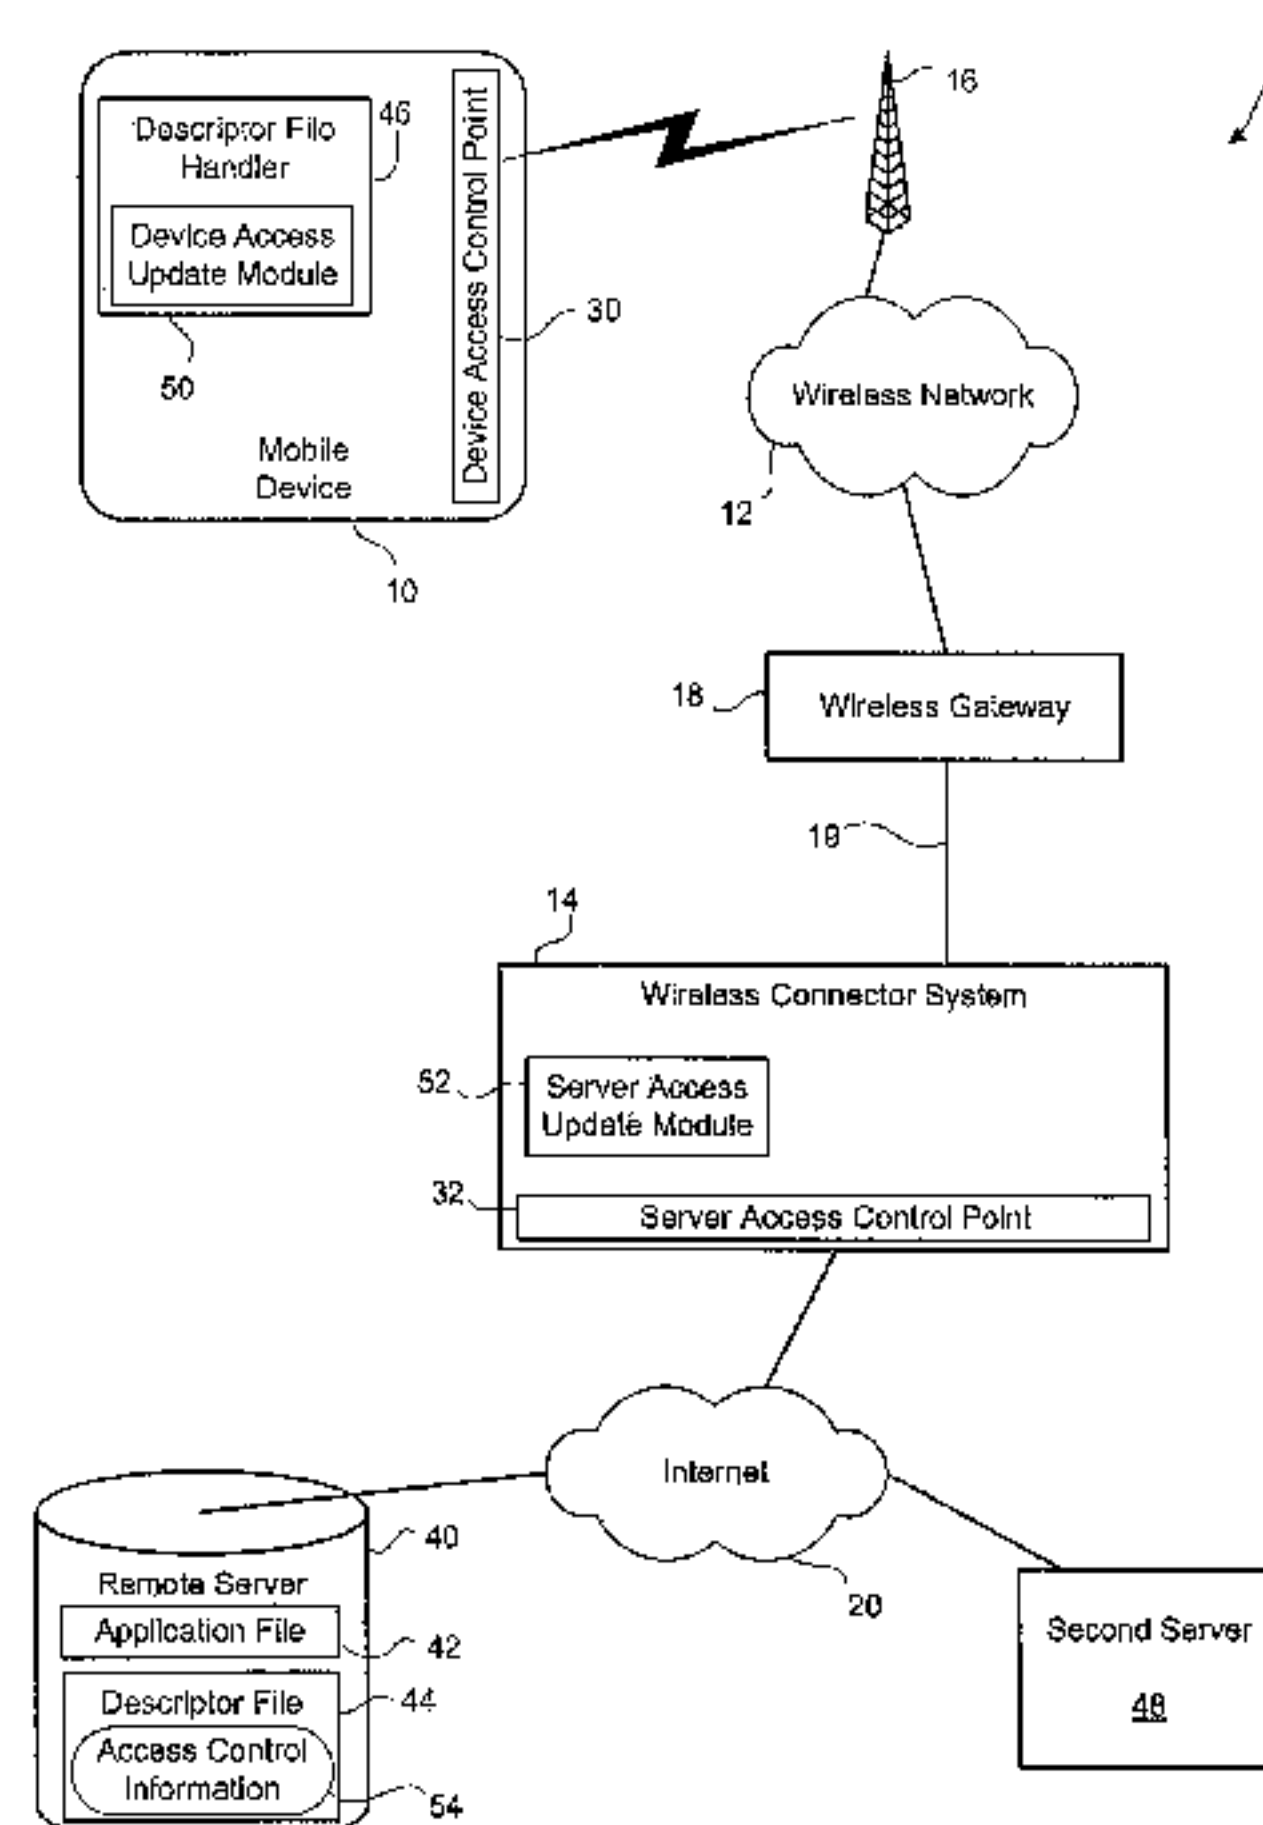 Descriptor File
Handler
46
Device Access
Update Module
50
Device Access Control Point
30
Mobile
Device
10
16
Wireless Network
12
18
Wireless Gateway
19
14
Wireless Connector System
52
Server Access
Update Module
32
Server Access Control Point
Internet
20
40
Remote Server
Application File
42
Descriptor File
44
Access Control
Information
54
Second Server
48